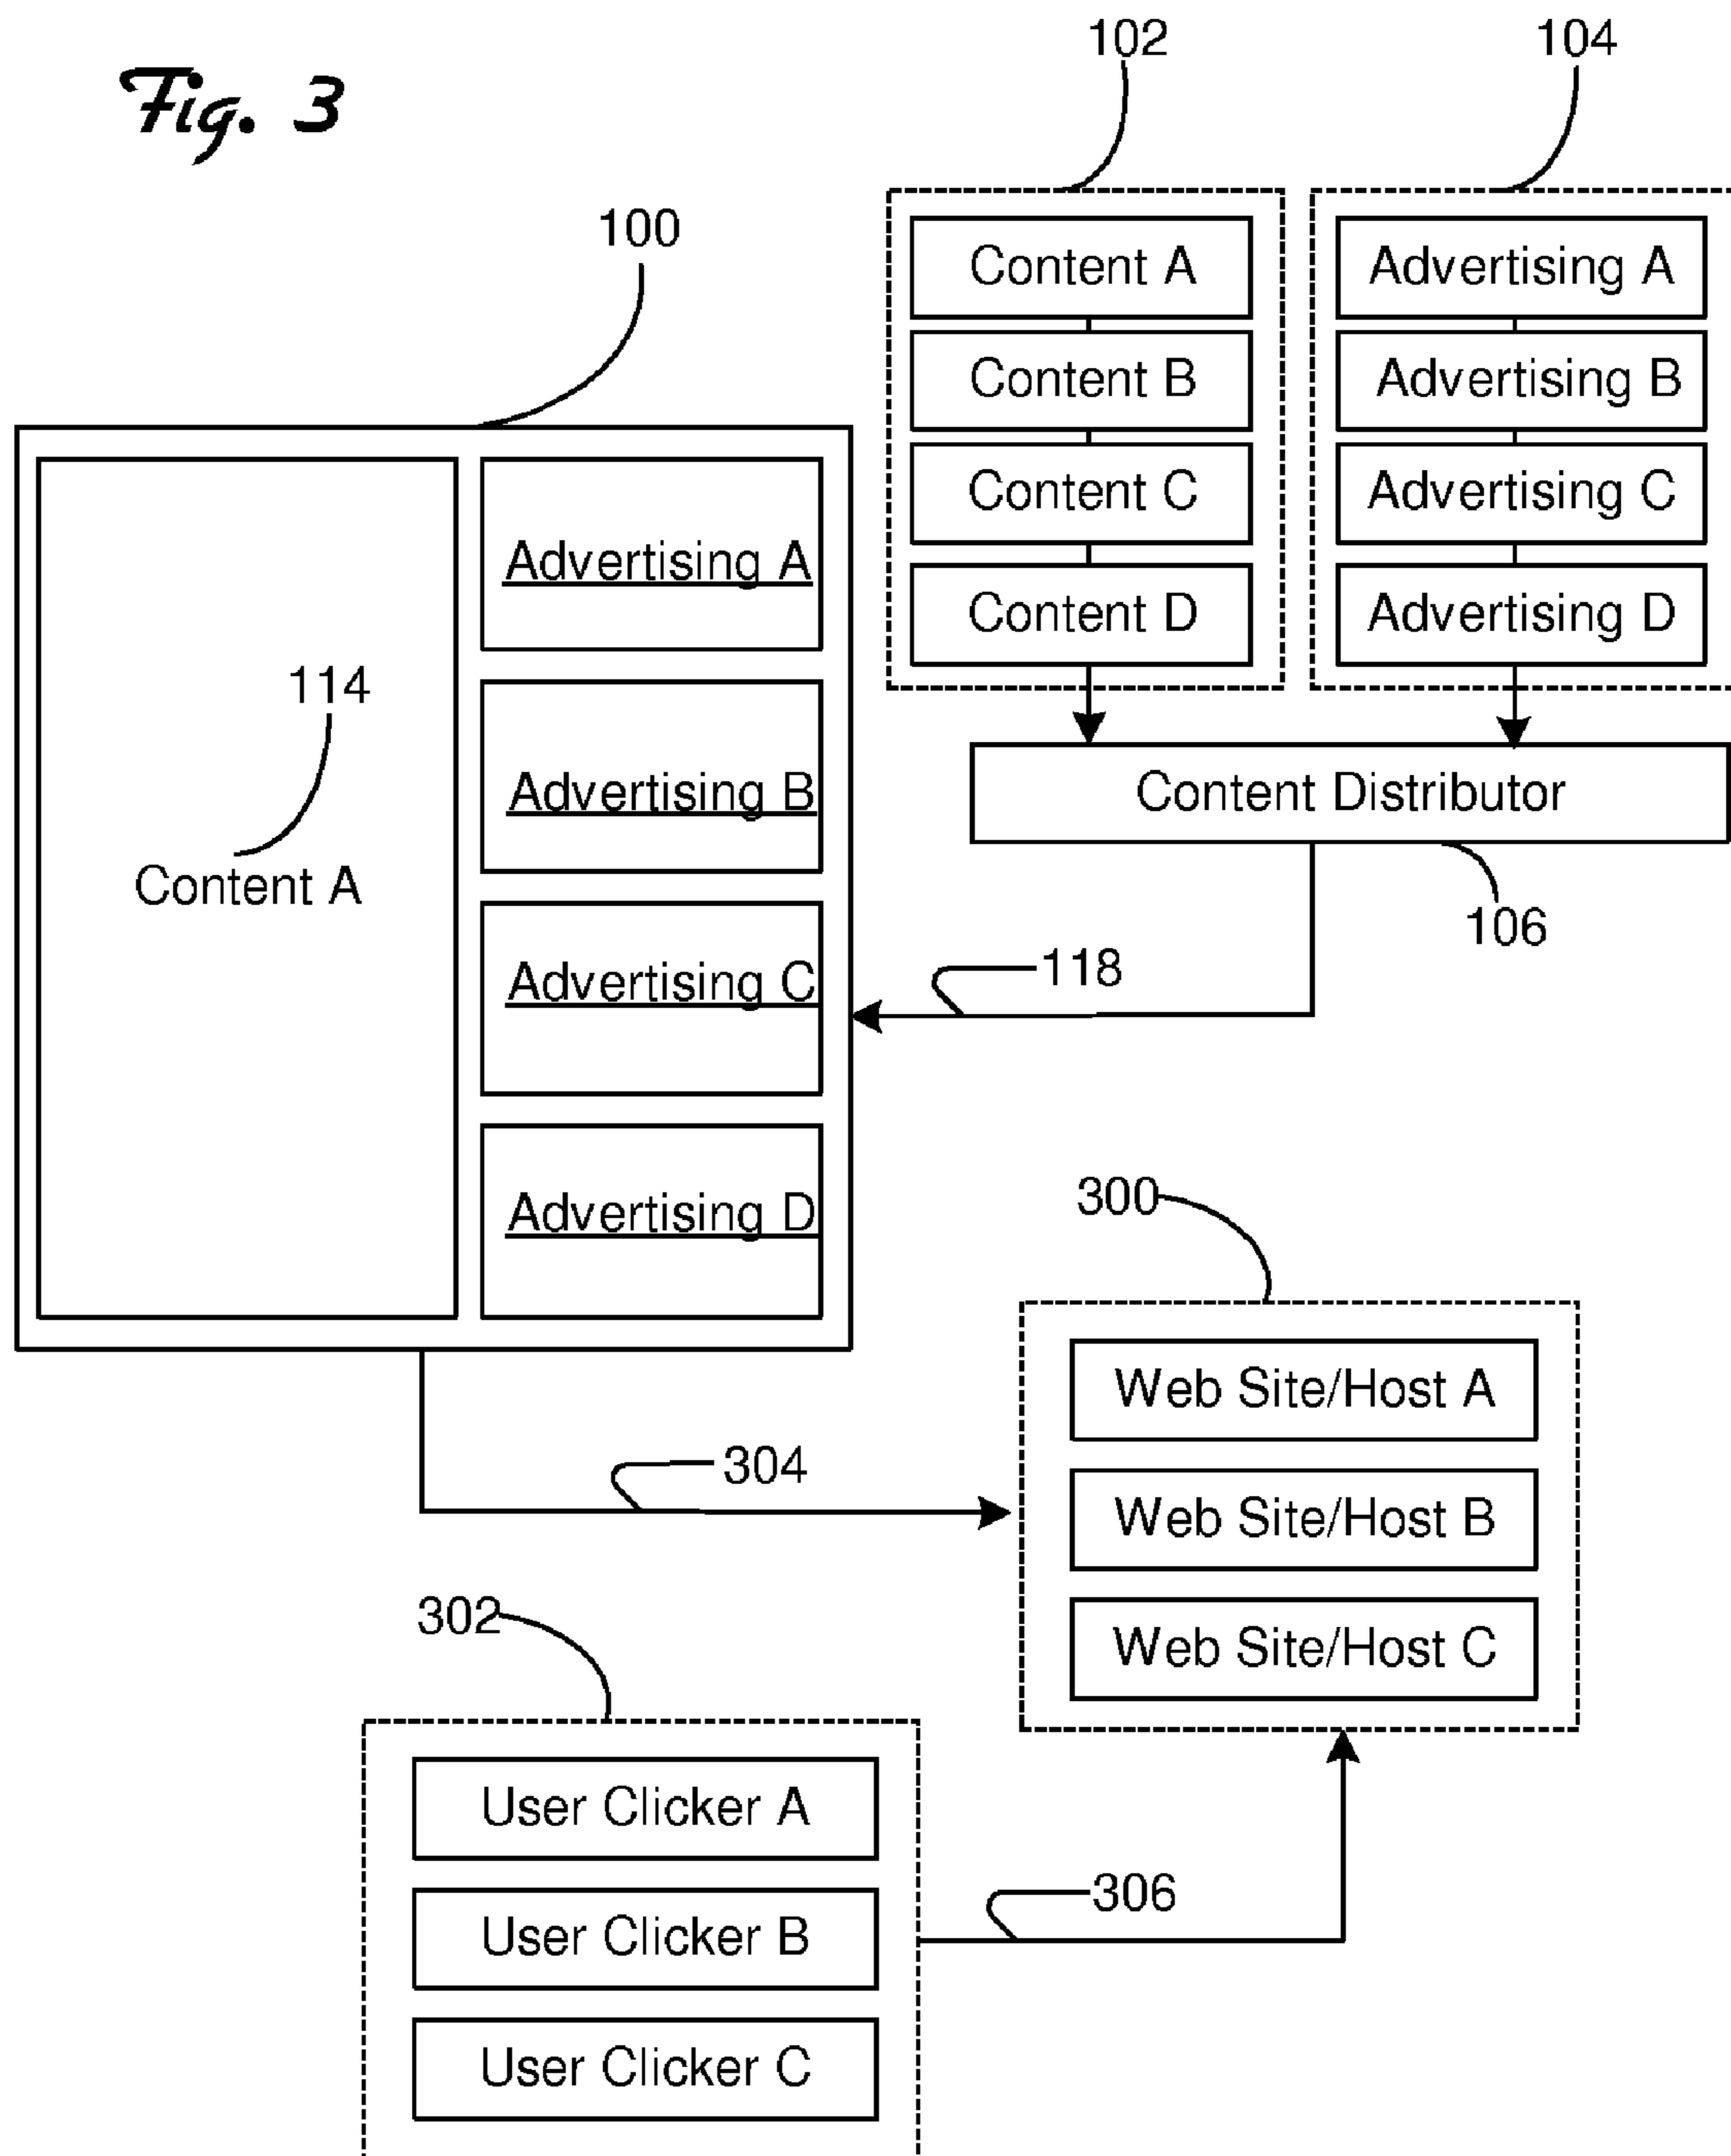 Fig. 3
102
104
100
Content A
Content B
Content C
Content D
Advertising A
Advertising B
Advertising C
Advertising D
Content Distributor
106
118
114
Content A
Advertising A
Advertising B
Advertising C
Advertising D
300
Web Site/Host A
Web Site/Host B
Web Site/Host C
304
302
User Clicker A
User Clicker B
User Clicker C
306